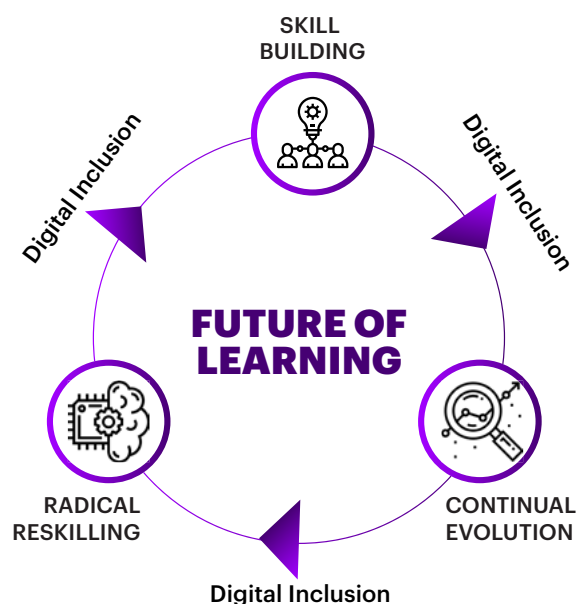 SKILL
BUILDING
Digital Inclusion
Digital Inclusion
FUTURE OF
LEARNING
RADICAL
RESKILLING
CONTINUAL
EVOLUTION
Digital Inclusion